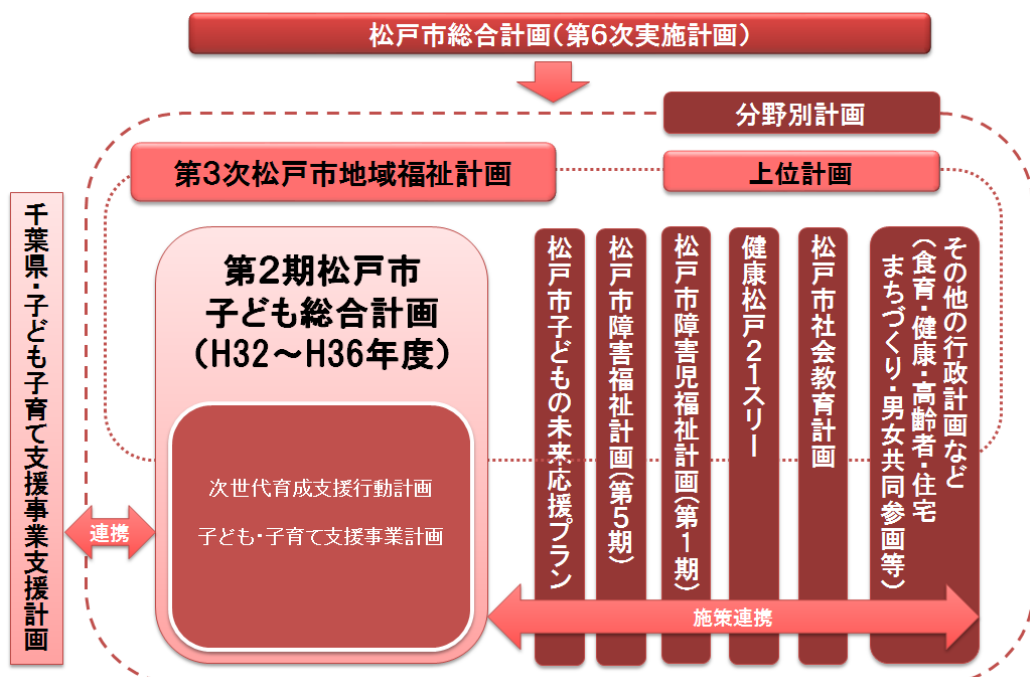 松戸市総合計画(第6次実施計画)
分野別計画
第3次松戸市地域福祉計画
上位計画
千葉県・子ども子育て支援事業支援計画
第2期松戸市
子ども総合計画
(H32～H36年度)
次世代育成支援行動計画
子ども・子育て支援事業計画
連携
松戸市子どもの未来応援プラン
松戸市障害福祉計画(第5期)
松戸市障害児福祉計画(第1期)
健康松戸21スリー
松戸市社会教育計画
その他の行政計画など
(食育・健康・高齢者・住宅
まちづくり・男女共同参画等)
施策連携